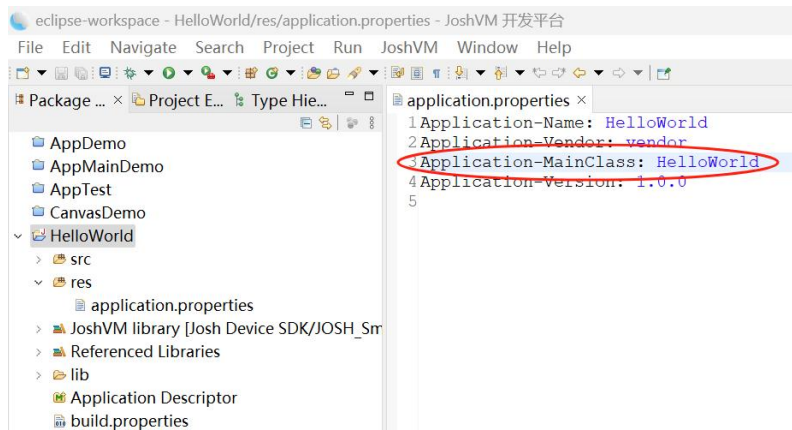 eclipse-workspace - HelloWorld/res/application.properties - JoshVM 开发平台
File Edit Navigate Search Project Run JoshVM Window Help
Package ... Project E... Type Hie...
application.properties
AppDemo
AppMainDemo
AppTest
CanvasDemo
HelloWorld
src
res
application.properties
JoshVM library [Josh Device SDK/JOSH_Sm
Referenced Libraries
lib
Application Descriptor
build.properties
1 Application-Name: HelloWorld
2 Application-Vendor: vendor
3 Application-MainClass: HelloWorld
4 Application-Version: 1.0.0
5